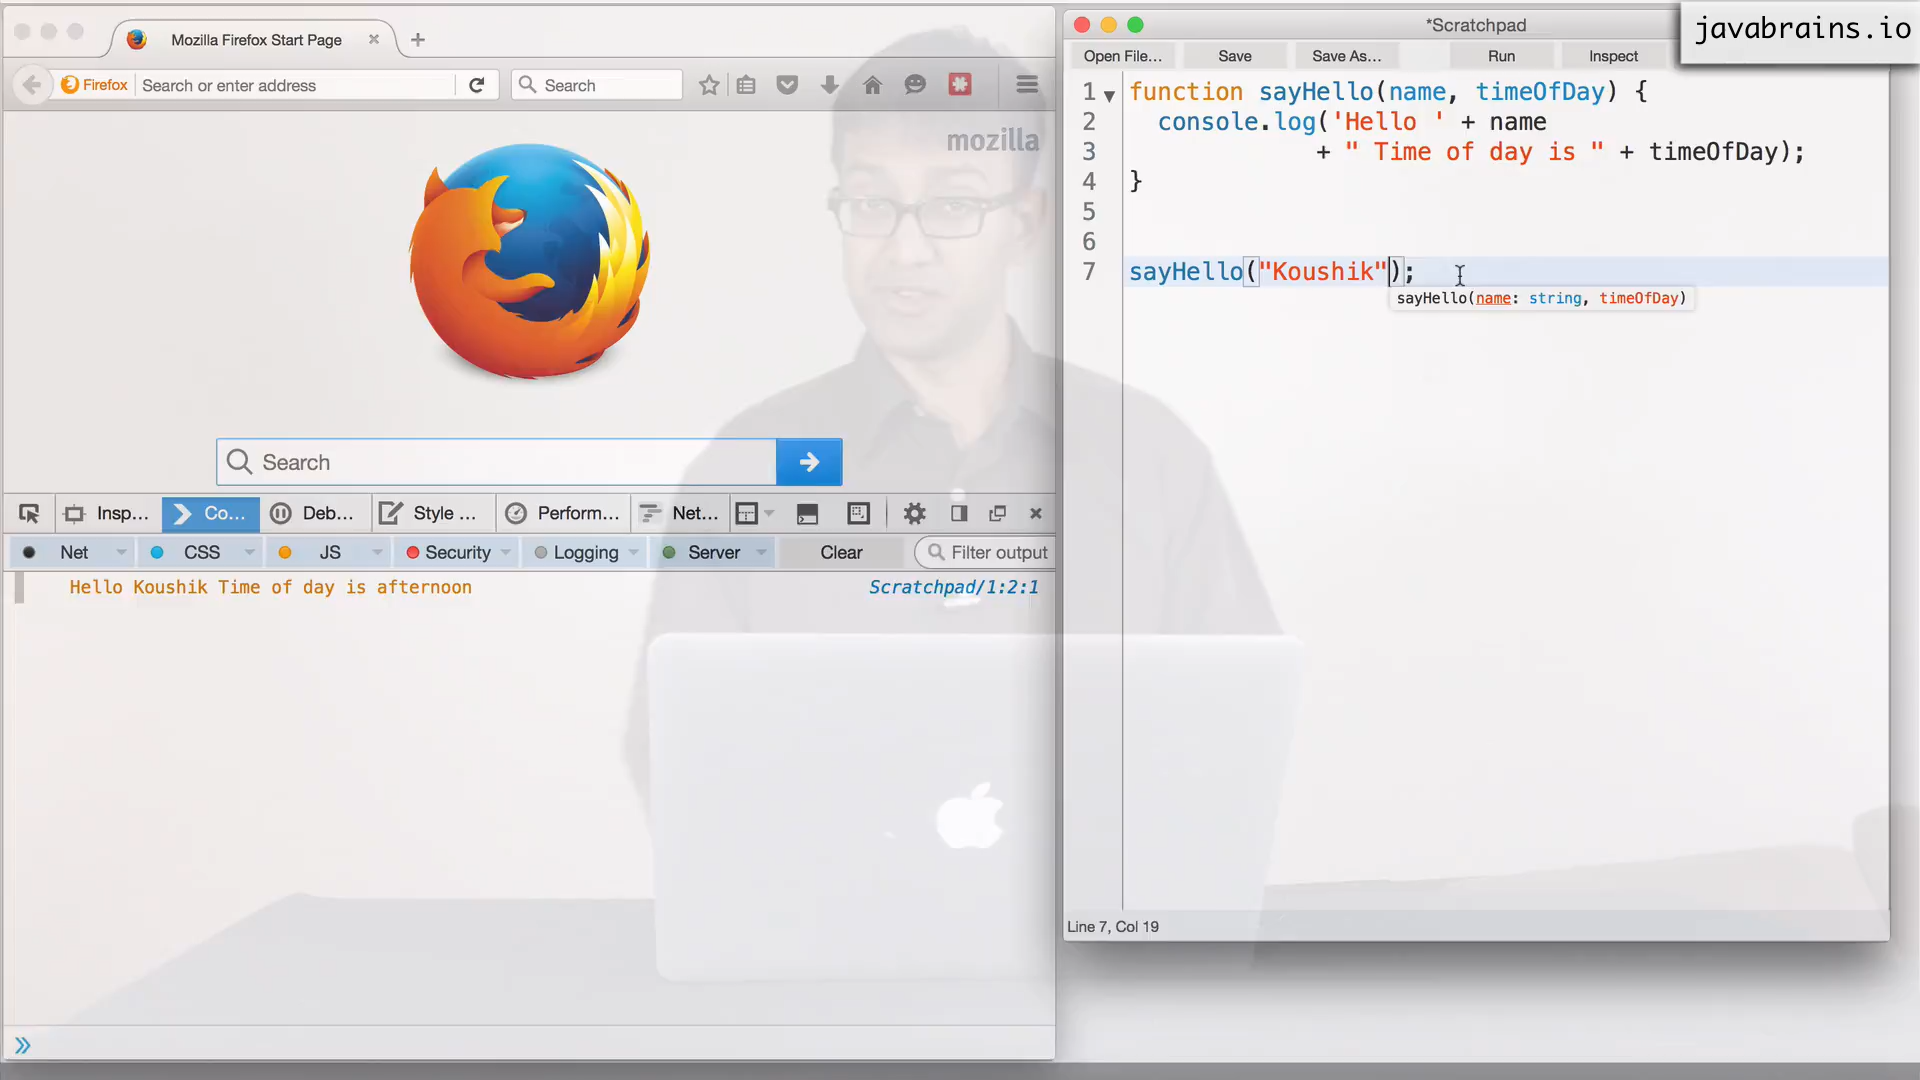 Mozilla Firefox Start Page
Firefox
Search or enter address
Search
mozilla
Search
Insp...
Co...
Deb...
Style ...
Perform...
Net...
Net
CSS
JS
Security
Logging
Server
Clear
Filter output
Hello Koushik Time of day is afternoon
Scratchpad/1:2:1
*Scratchpad
javabrains.io
Open File...
Save
Save As...
Run
Inspect
1 function sayHello(name, timeOfDay) {
2 console.log('Hello ' + name
3 + " Time of day is " + timeOfDay);
4 }
5
6
7 sayHello("Koushik");
sayHello(name: string, timeOfDay)
Line 7, Col 19